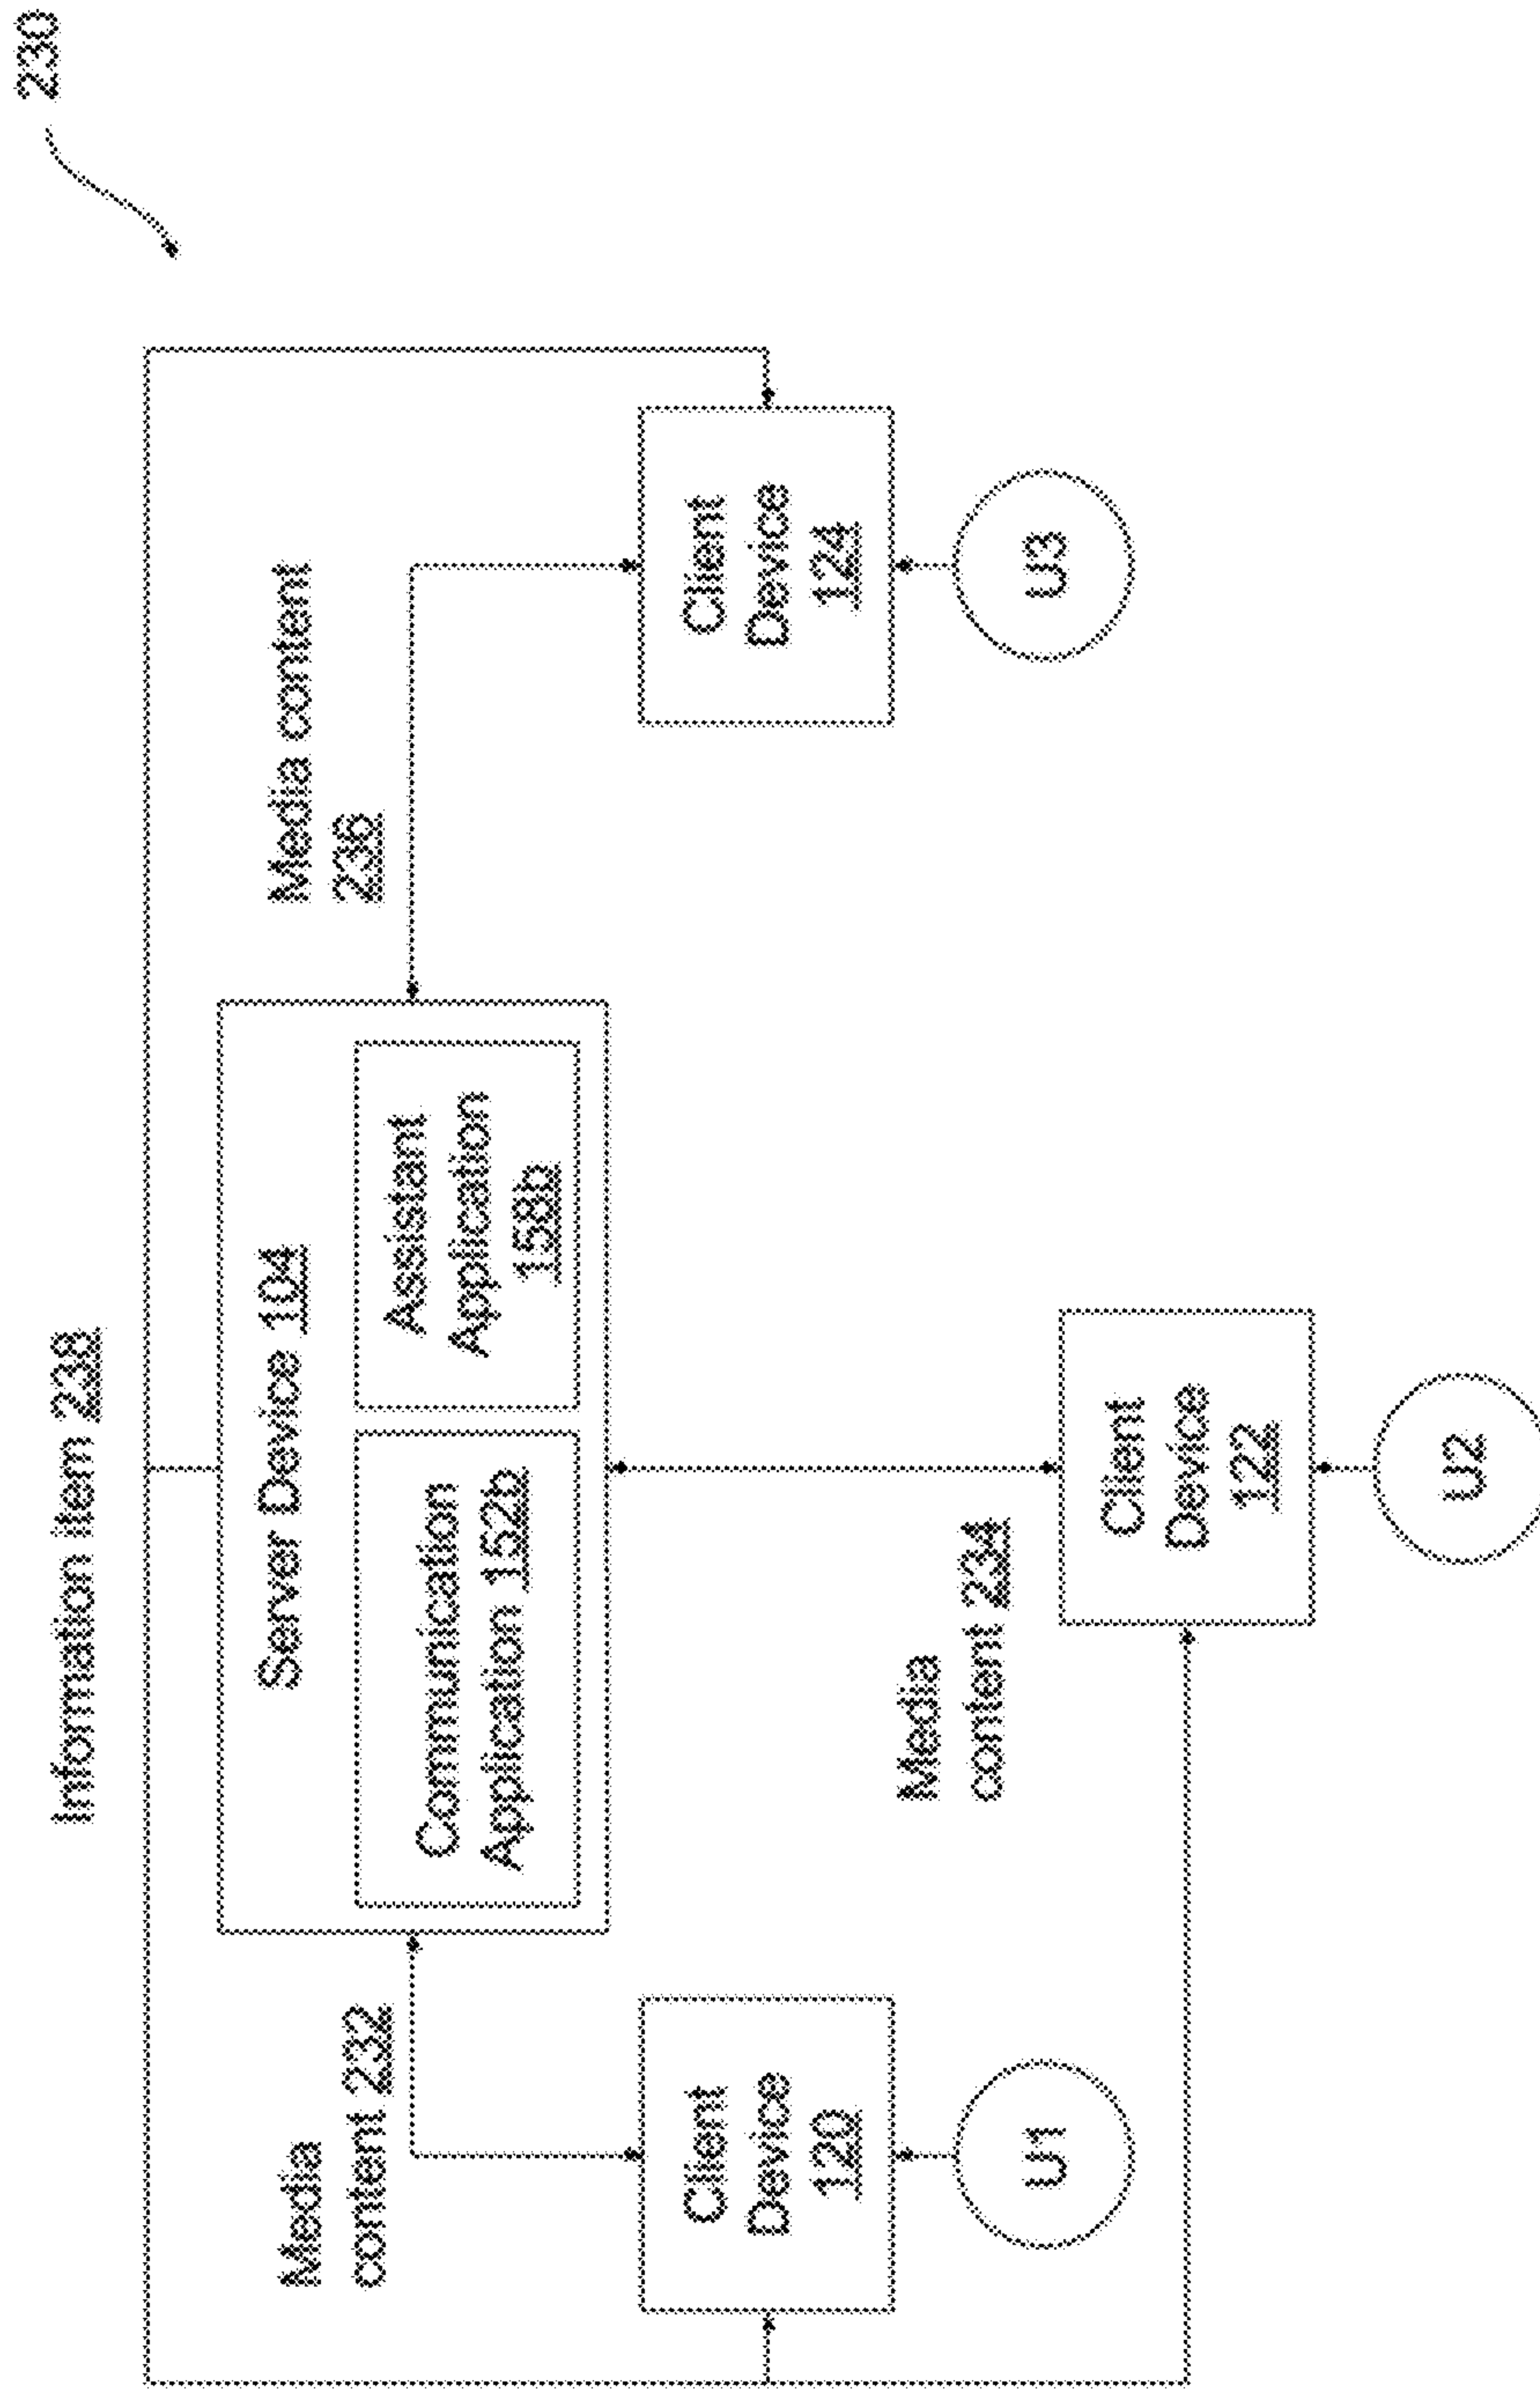 230
Information item 238
Server Device 104
Media
content 232
Communication
Application 152b
Assistant
Application
158b
Media content
236
Client
Device
120
Media
content 234
Client
Device
124
U1
Client
Device
122
U3
U2